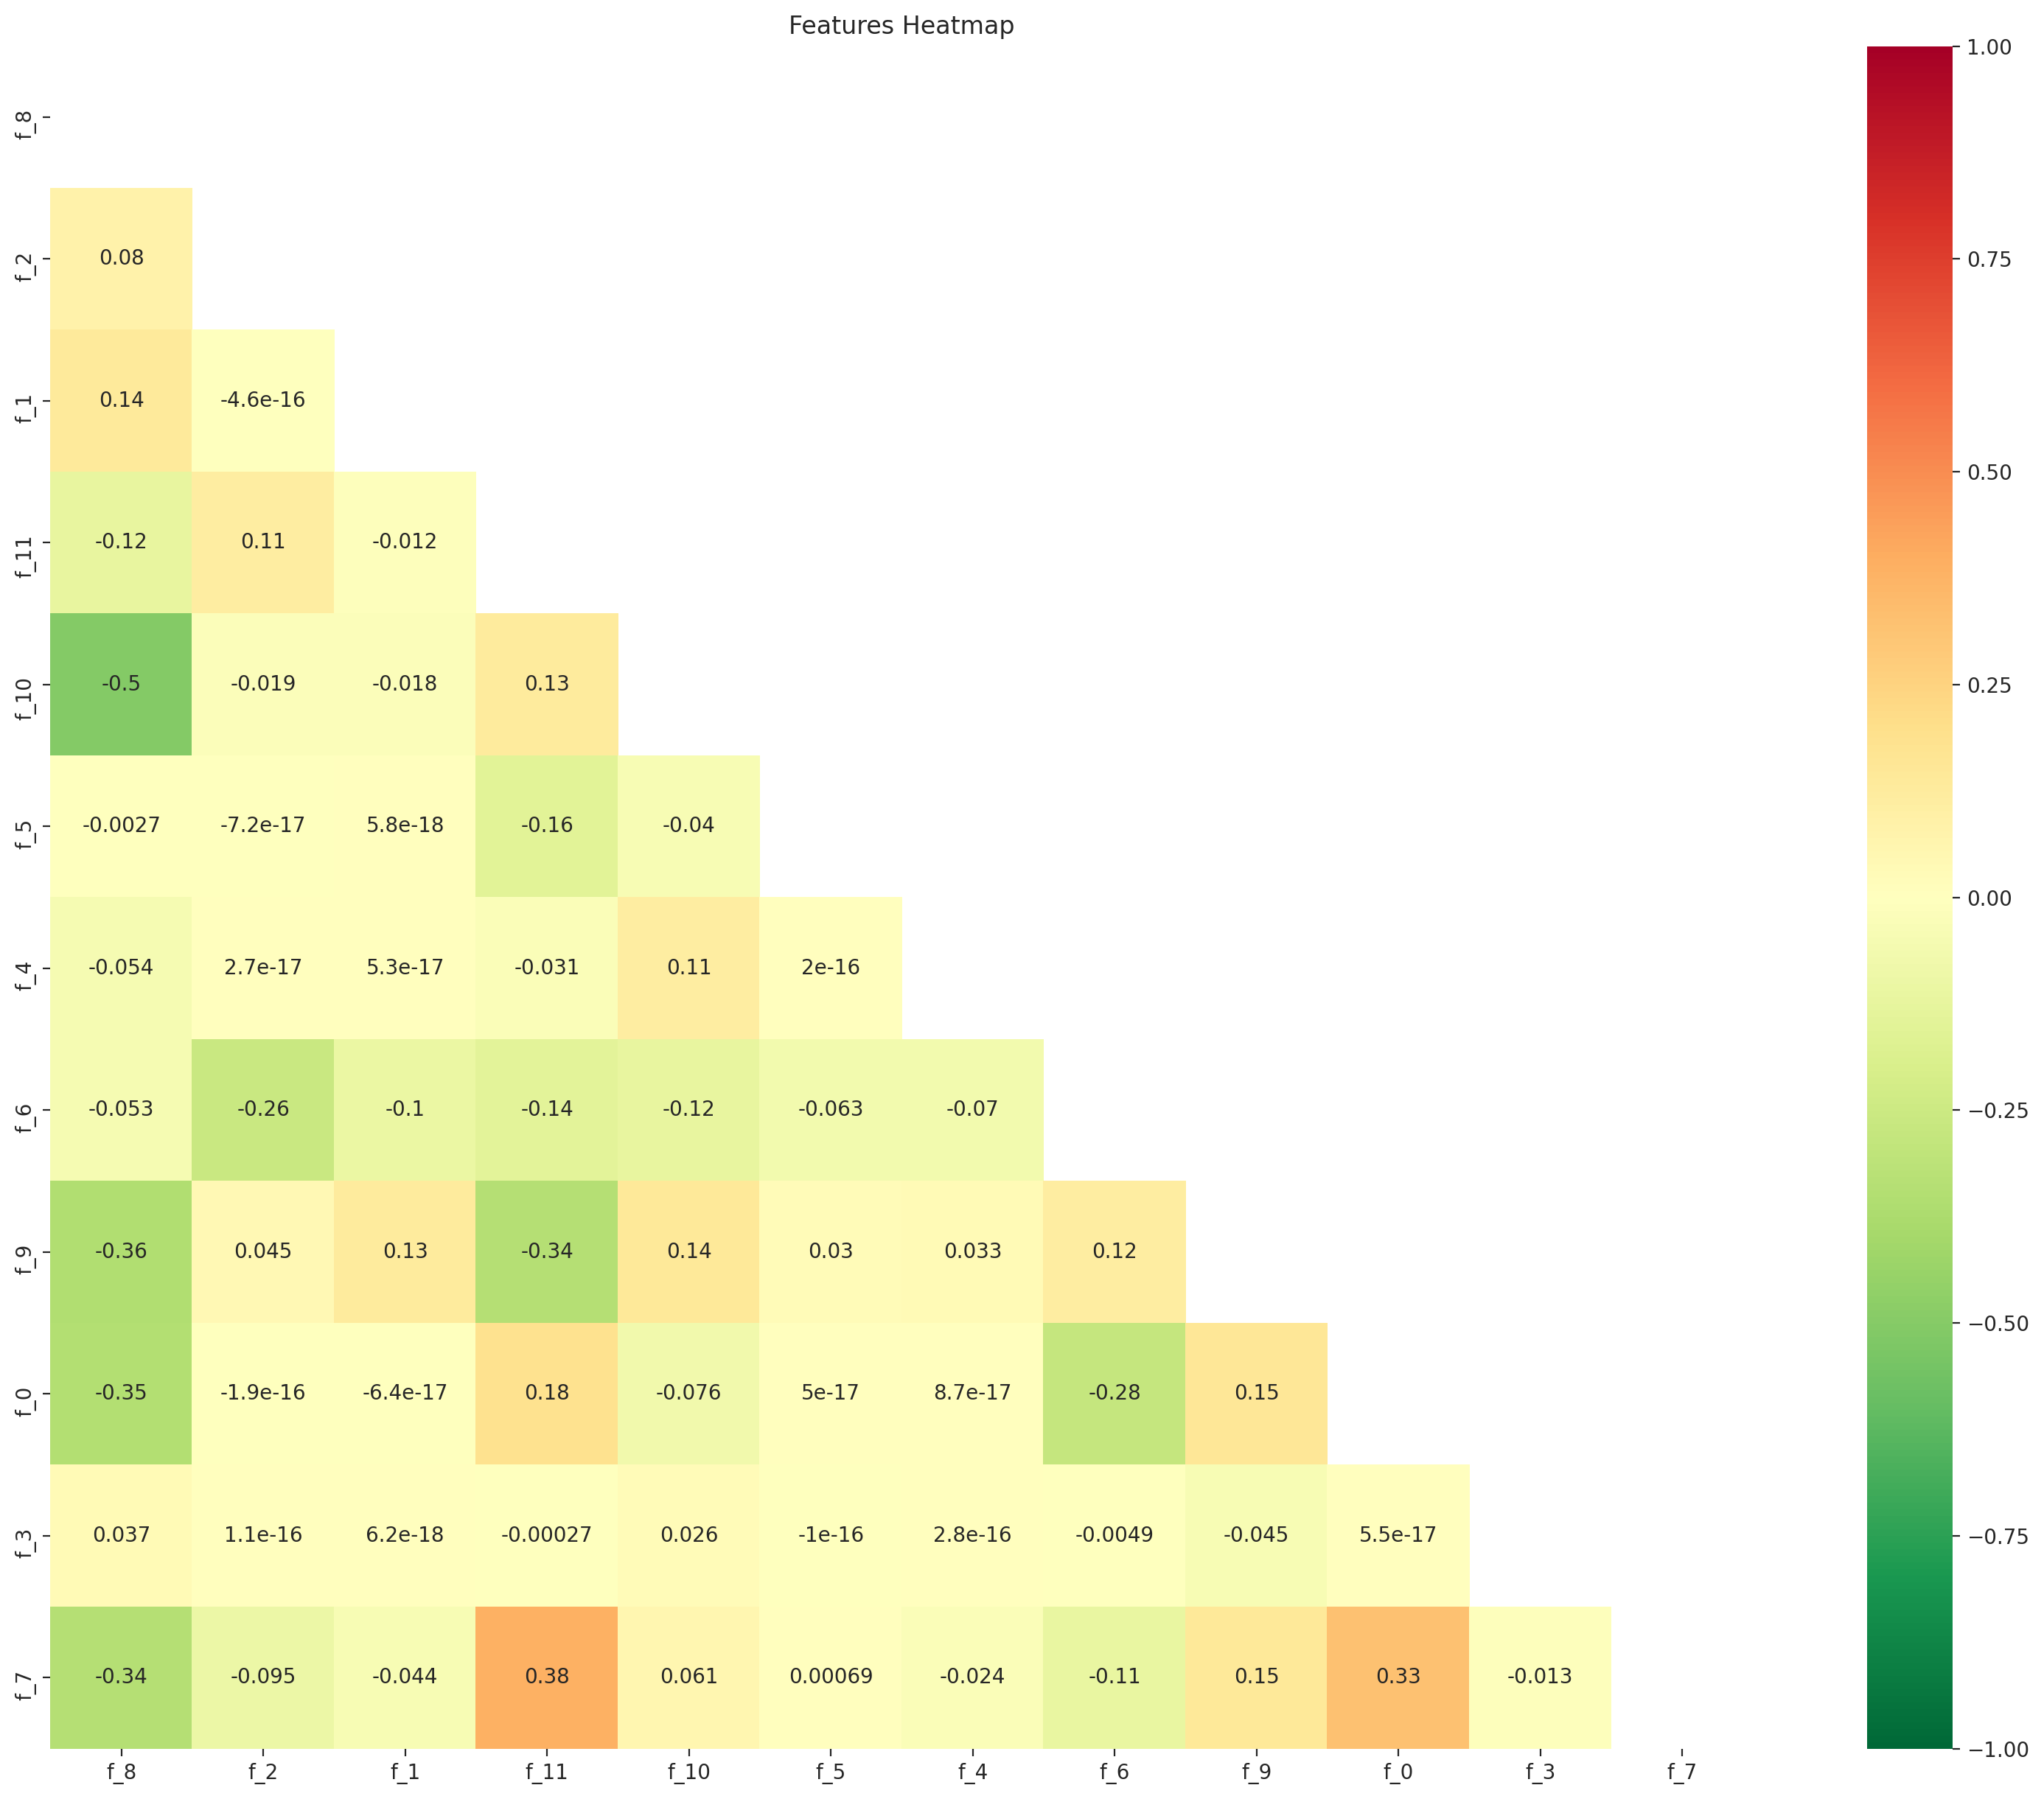 Features Heatmap
1.00
f_8
f_2 0.08
0.75
f_1 0.14 -4.6e-16
0.50
f_11 -0.12 0.11 -0.012
f_10 -0.5 -0.019 -0.018 0.13
0.25
f_5 -0.0027 -7.2e-17 5.8e-18 -0.16 -0.04
0.00
f_4 -0.054 2.7e-17 5.3e-17 -0.031 0.11 2e-16
f_6 -0.053 -0.26 -0.1 -0.14 -0.12 -0.063 -0.07
−0.25
f_9 -0.36 0.045 0.13 -0.34 0.14 0.03 0.033 0.12
−0.50
f_0 -0.35 -1.9e-16 -6.4e-17 0.18 -0.076 5e-17 8.7e-17 -0.28 0.15
f_3 0.037 1.1e-16 6.2e-18 -0.00027 0.026 -1e-16 2.8e-16 -0.0049 -0.045 5.5e-17
−0.75
f_7 -0.34 -0.095 -0.044 0.38 0.061 0.00069 -0.024 -0.11 0.15 0.33 -0.013
−1.00
f_8 f_2 f_1 f_11 f_10 f_5 f_4 f_6 f_9 f_0 f_3 f_7